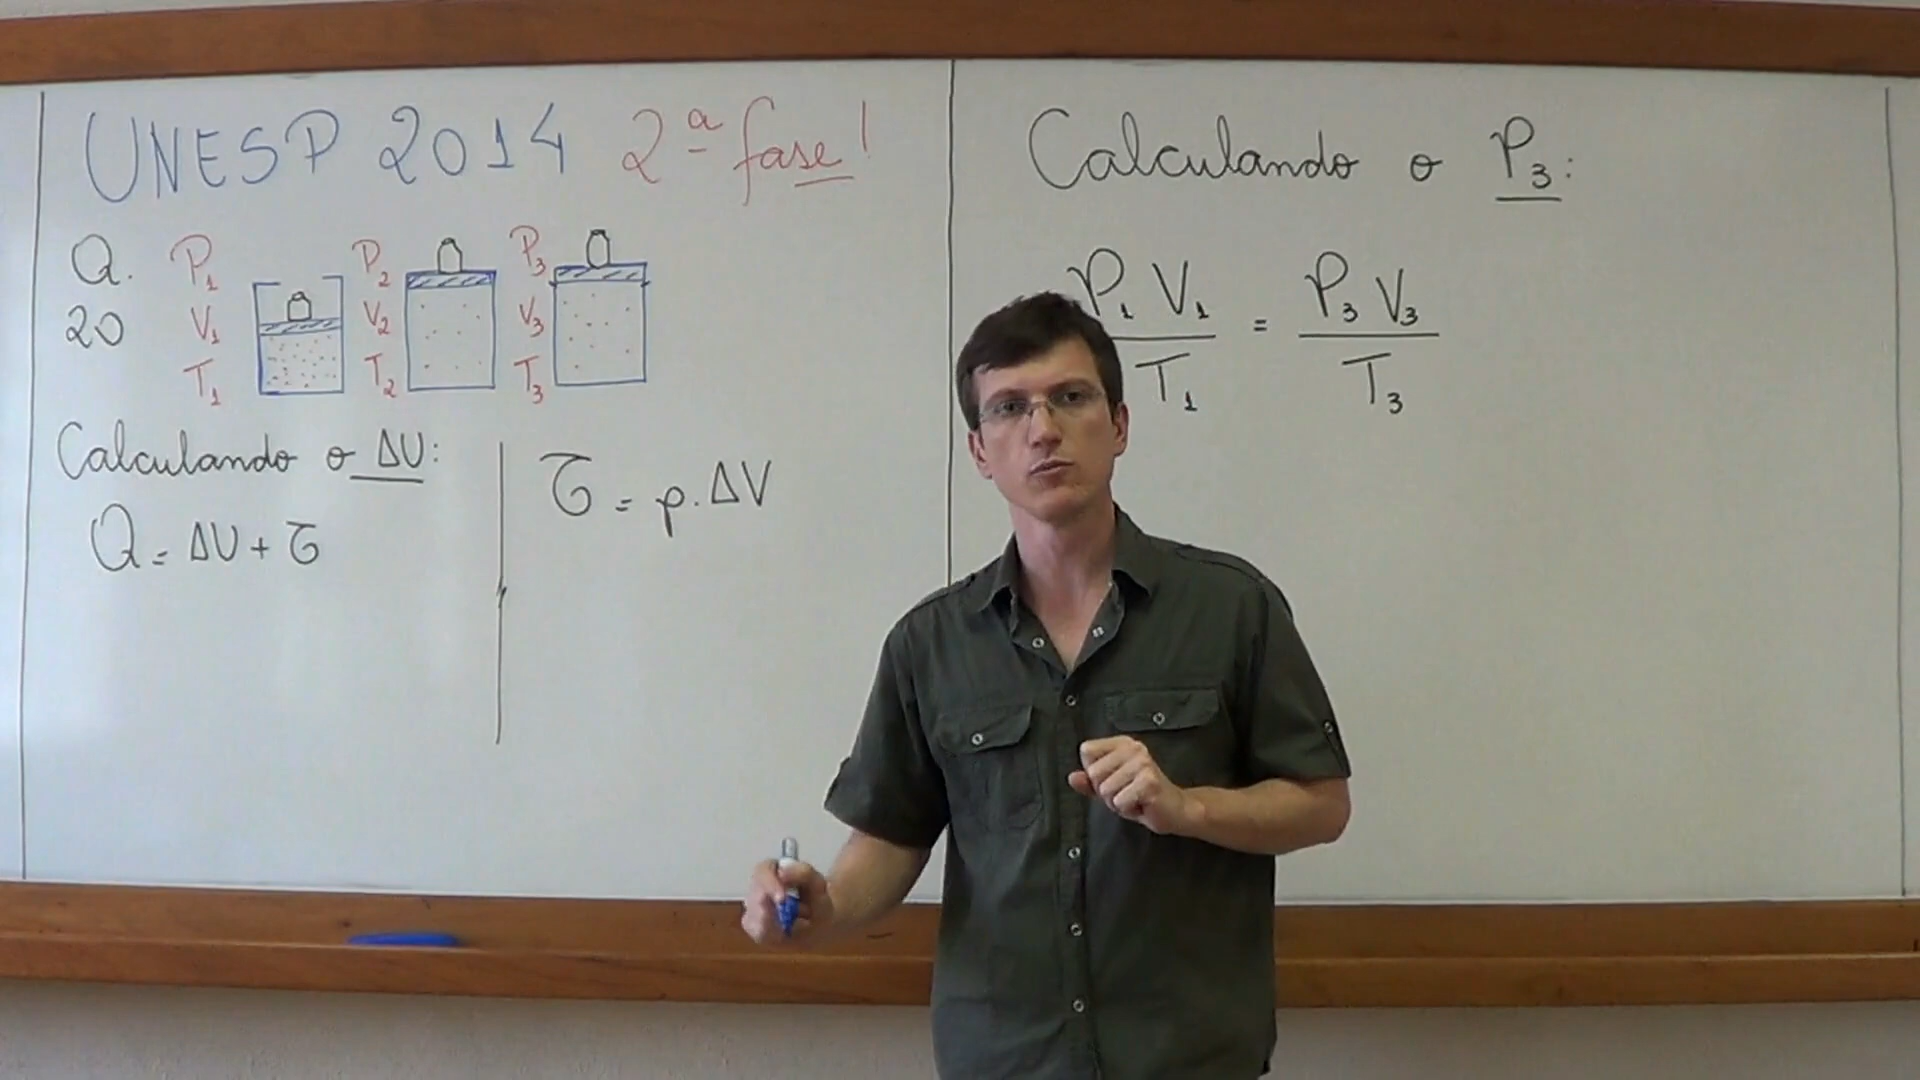 UNESP 2014 2ª fase!
Q. 20
P₁ V₁ T₁
P₂ V₂ T₂
P₃ V₃ T₃
Calculando o ΔU:
Q = ΔU + τ
τ = p. ΔV
Calculando o P₃:
P₁ V₁ / T₁ = P₃ V₃ / T₃